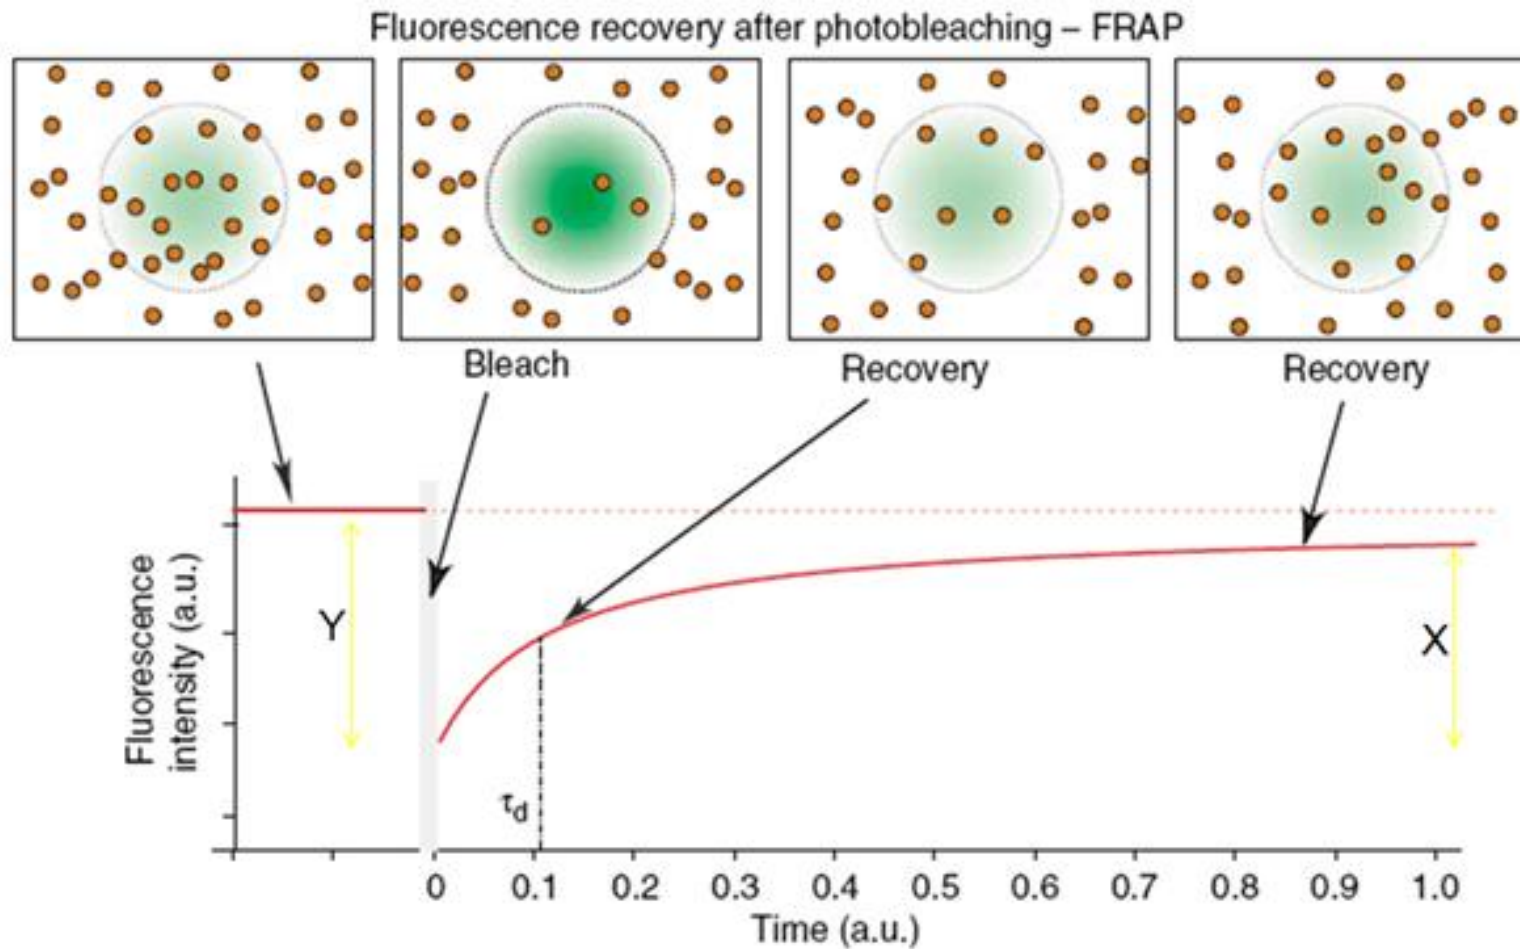 Fluorescence recovery after photobleaching – FRAP
Bleach
Recovery
Recovery
Fluorescence
intensity (a.u.)
Y
X
τd
0 0.1 0.2 0.3 0.4 0.5 0.6 0.7 0.8 0.9 1.0
Time (a.u.)